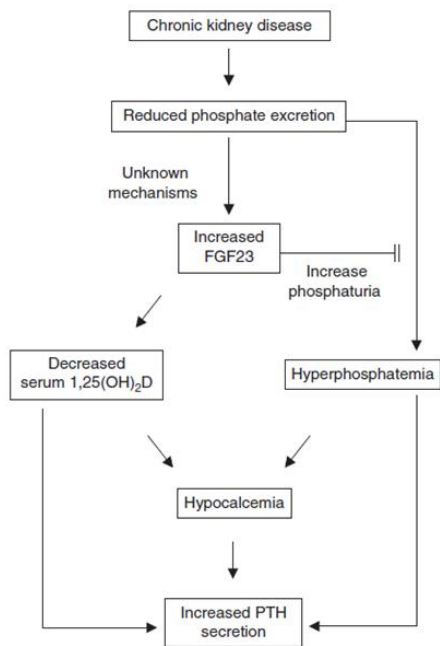 Chronic kidney disease
Reduced phosphate excretion
Unknown
mechanisms
Increased
FGF23
Increase
phosphaturia
Decreased
serum 1,25(OH)₂D
Hyperphosphatemia
Hypocalcemia
Increased PTH
secretion